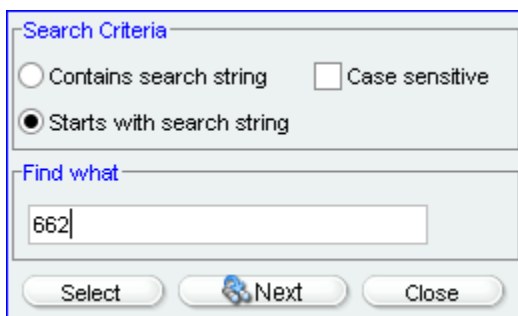 Search Criteria
Contains search string Case sensitive
Starts with search string
Find what
662
Select Next Close